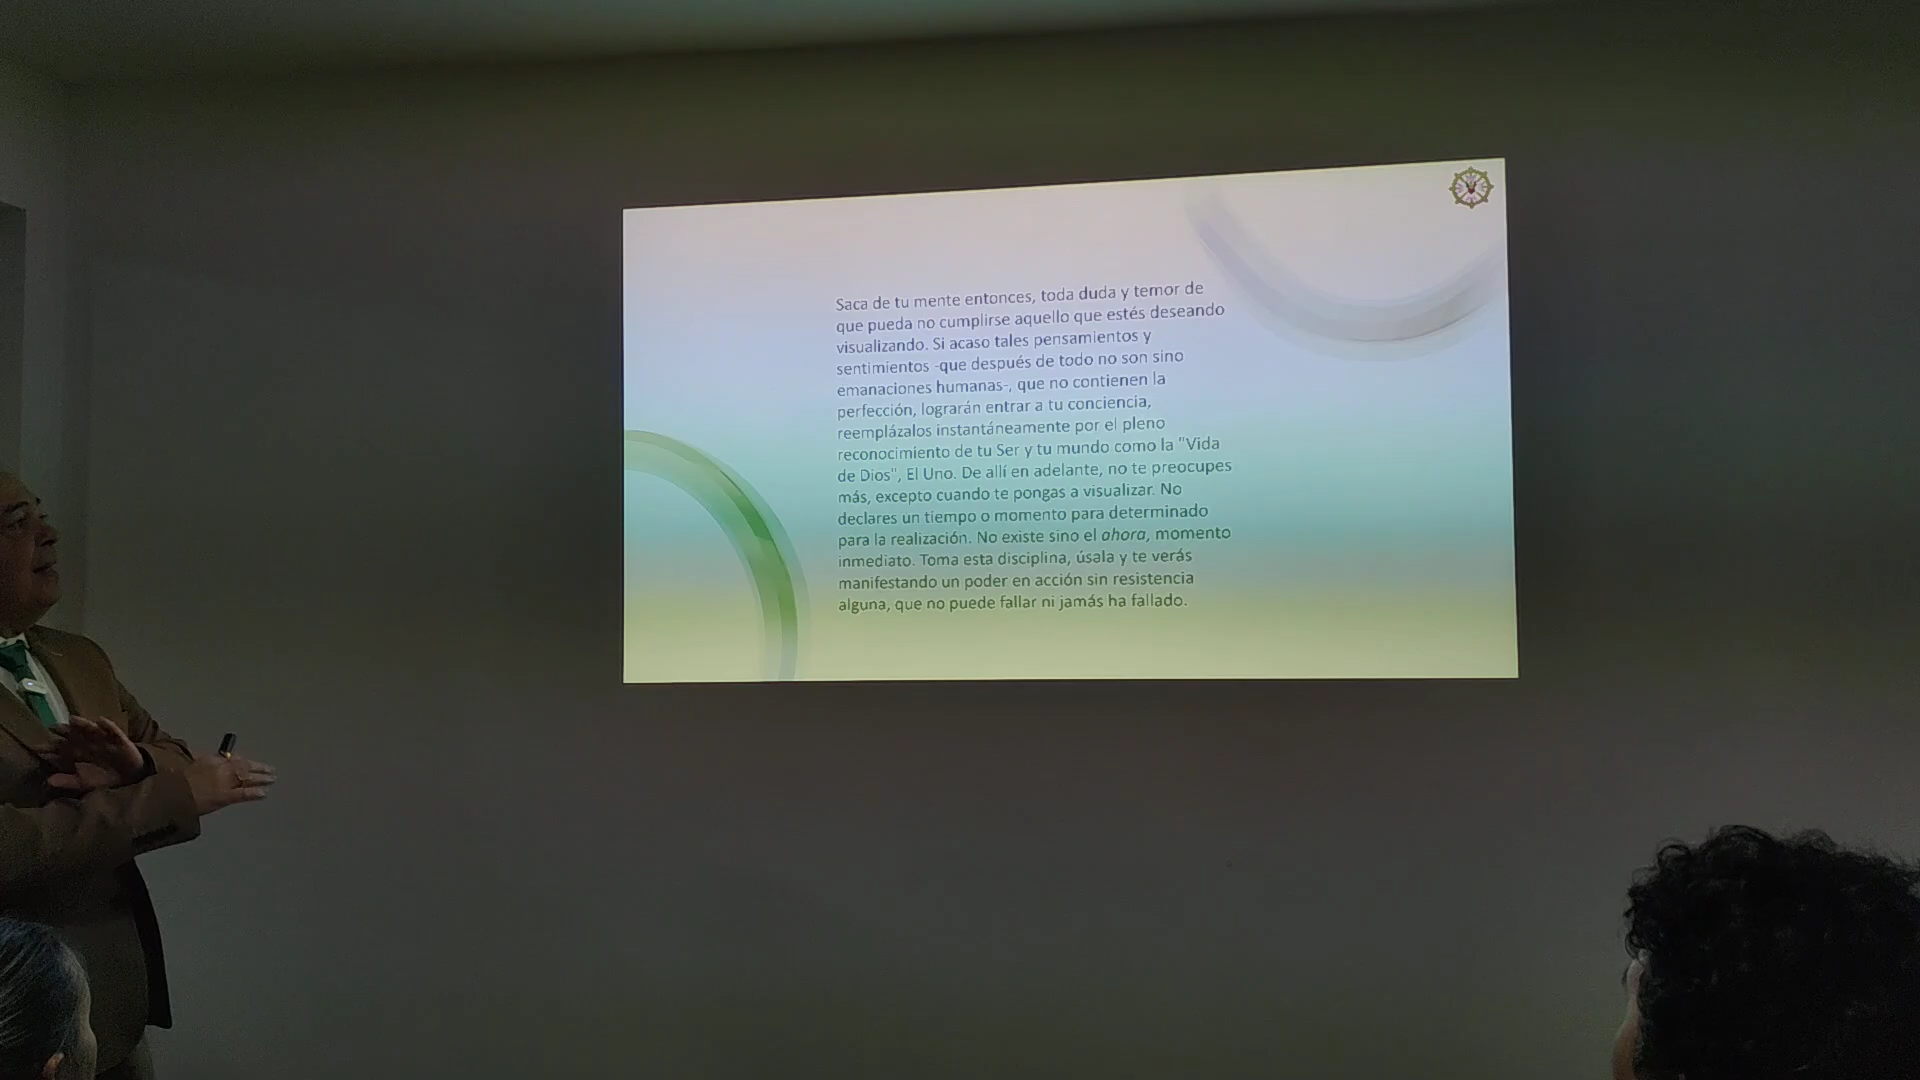 Saca de tu mente entonces, toda duda y temor de
que pueda no cumplirse aquello que estés deseando
visualizando. Si acaso tales pensamientos y
sentimientos -que después de todo no son sino
emanaciones humanas-, que no contienen la
perfección, lograrán entrar a tu conciencia,
reemplázalos instantáneamente por el pleno
reconocimiento de tu Ser y tu mundo como la "Vida
de Dios", El Uno. De allí en adelante, no te preocupes
más, excepto cuando te pongas a visualizar. No
declares un tiempo o momento para determinado
para la realización. No existe sino el ahora, momento
inmediato. Toma esta disciplina, úsala y te verás
manifestando un poder en acción sin resistencia
alguna, que no puede fallar ni jamás ha fallado.